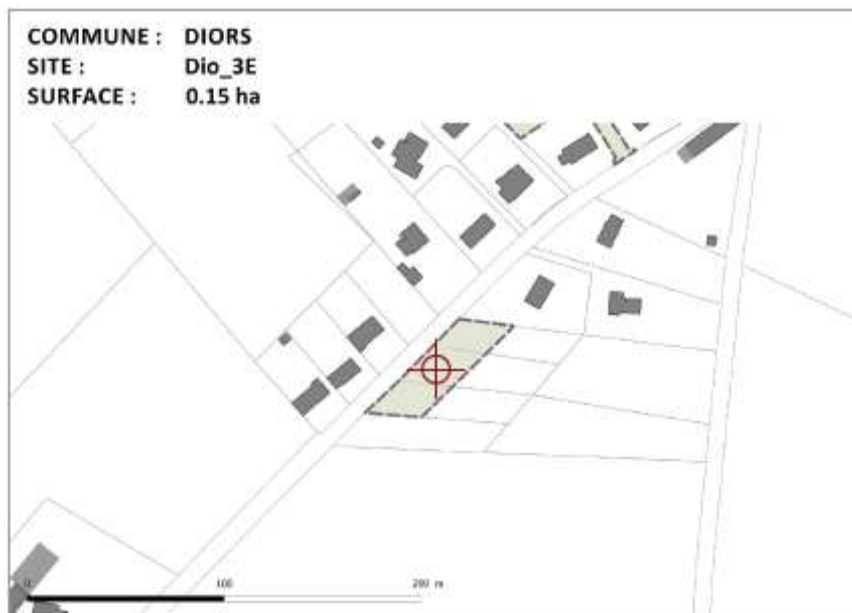 COMMUNE : DIORS
SITE : Dio_3E
SURFACE : 0.15 ha
0 100 200 m